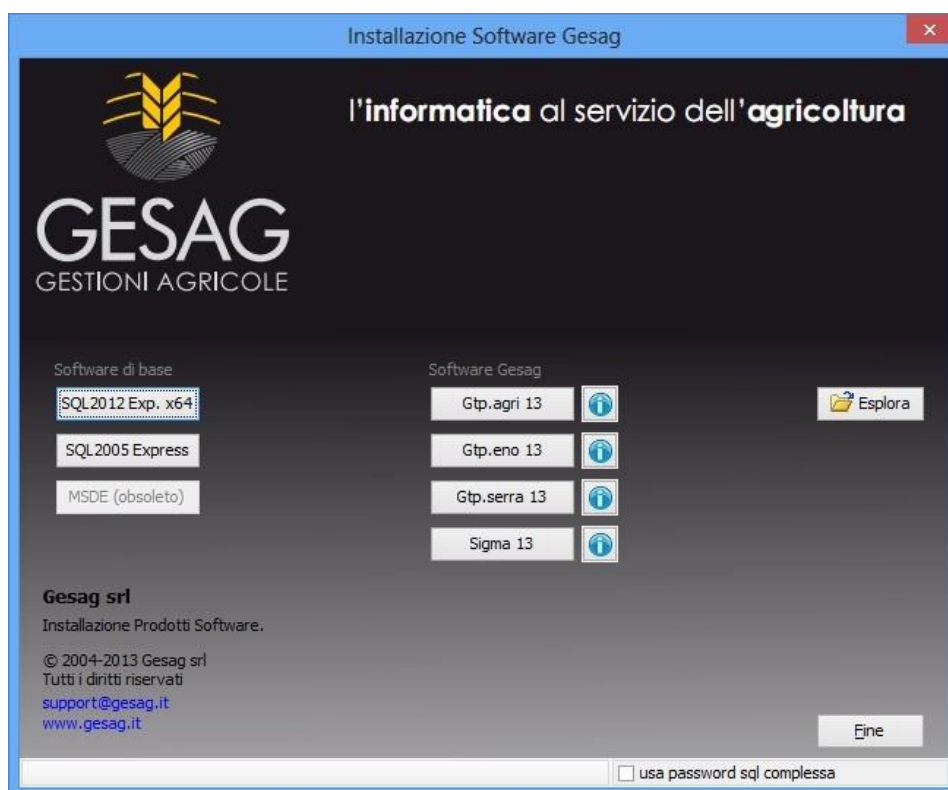 Installazione Software Gesag
l'informatica al servizio dell'agricoltura
GESAG
GESTIONI AGRICOLE
Software di base
Software Gesag
SQL2012 Exp. x64
Gtp.agri 13
Esplora
SQL2005 Express
Gtp.eno 13
MSDE (obsoleto)
Gtp.serra 13
Sigma 13
Gesag srl
Installazione Prodotti Software.
© 2004-2013 Gesag srl
Tutti i diritti riservati
support@gesag.it
www.gesag.it
Fine
usa password sql complessa